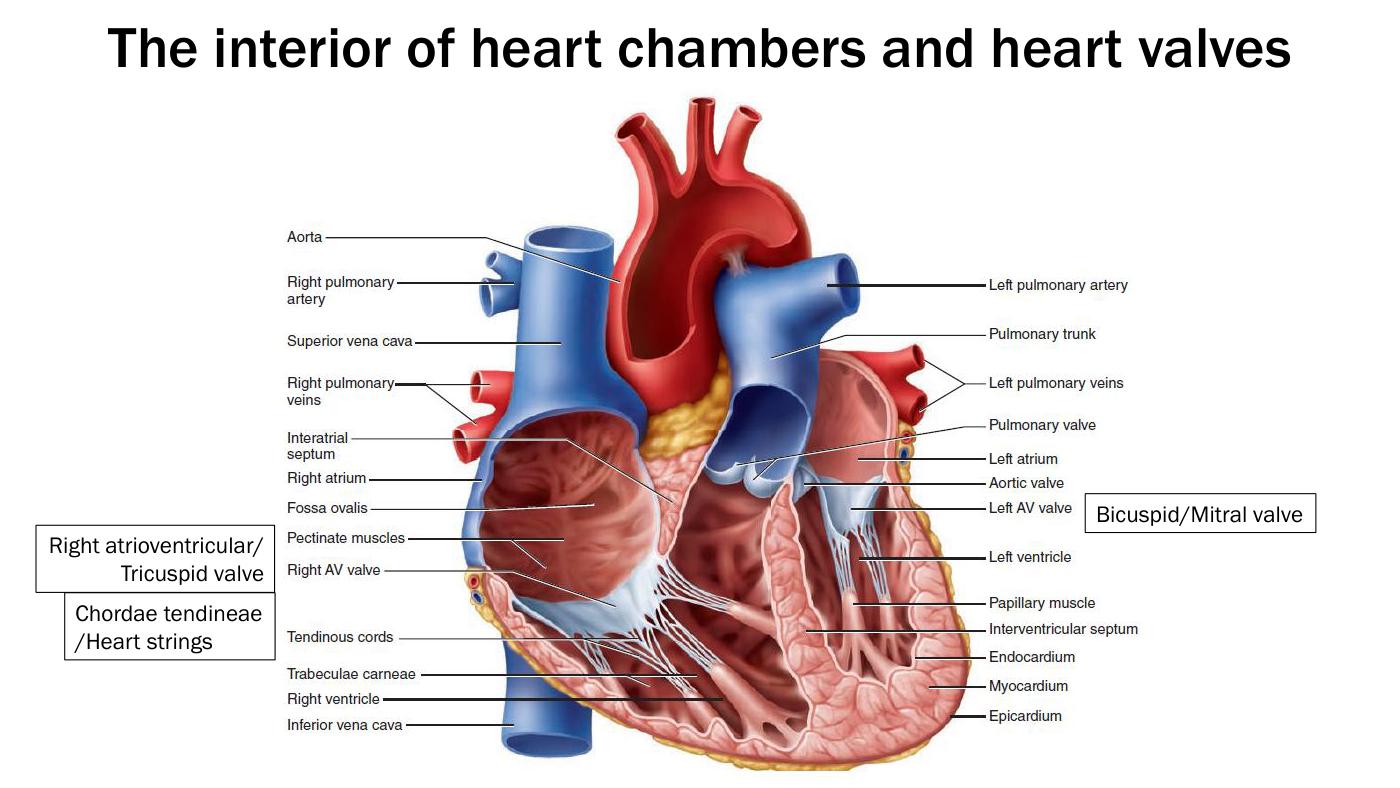 The interior of heart chambers and heart valves
Aorta
Right pulmonary
artery
Superior vena cava
Right pulmonary
veins
Interatrial
septum
Right atrium
Fossa ovalis
Pectinate muscles
Right AV valve
Tendinous cords
Trabeculae carneae
Right ventricle
Inferior vena cava
Right atrioventricular/
Tricuspid valve
Chordae tendineae
/Heart strings
Left pulmonary artery
Pulmonary trunk
Left pulmonary veins
Pulmonary valve
Left atrium
Aortic valve
Left AV valve
Bicuspid/Mitral valve
Left ventricle
Papillary muscle
Interventricular septum
Endocardium
Myocardium
Epicardium